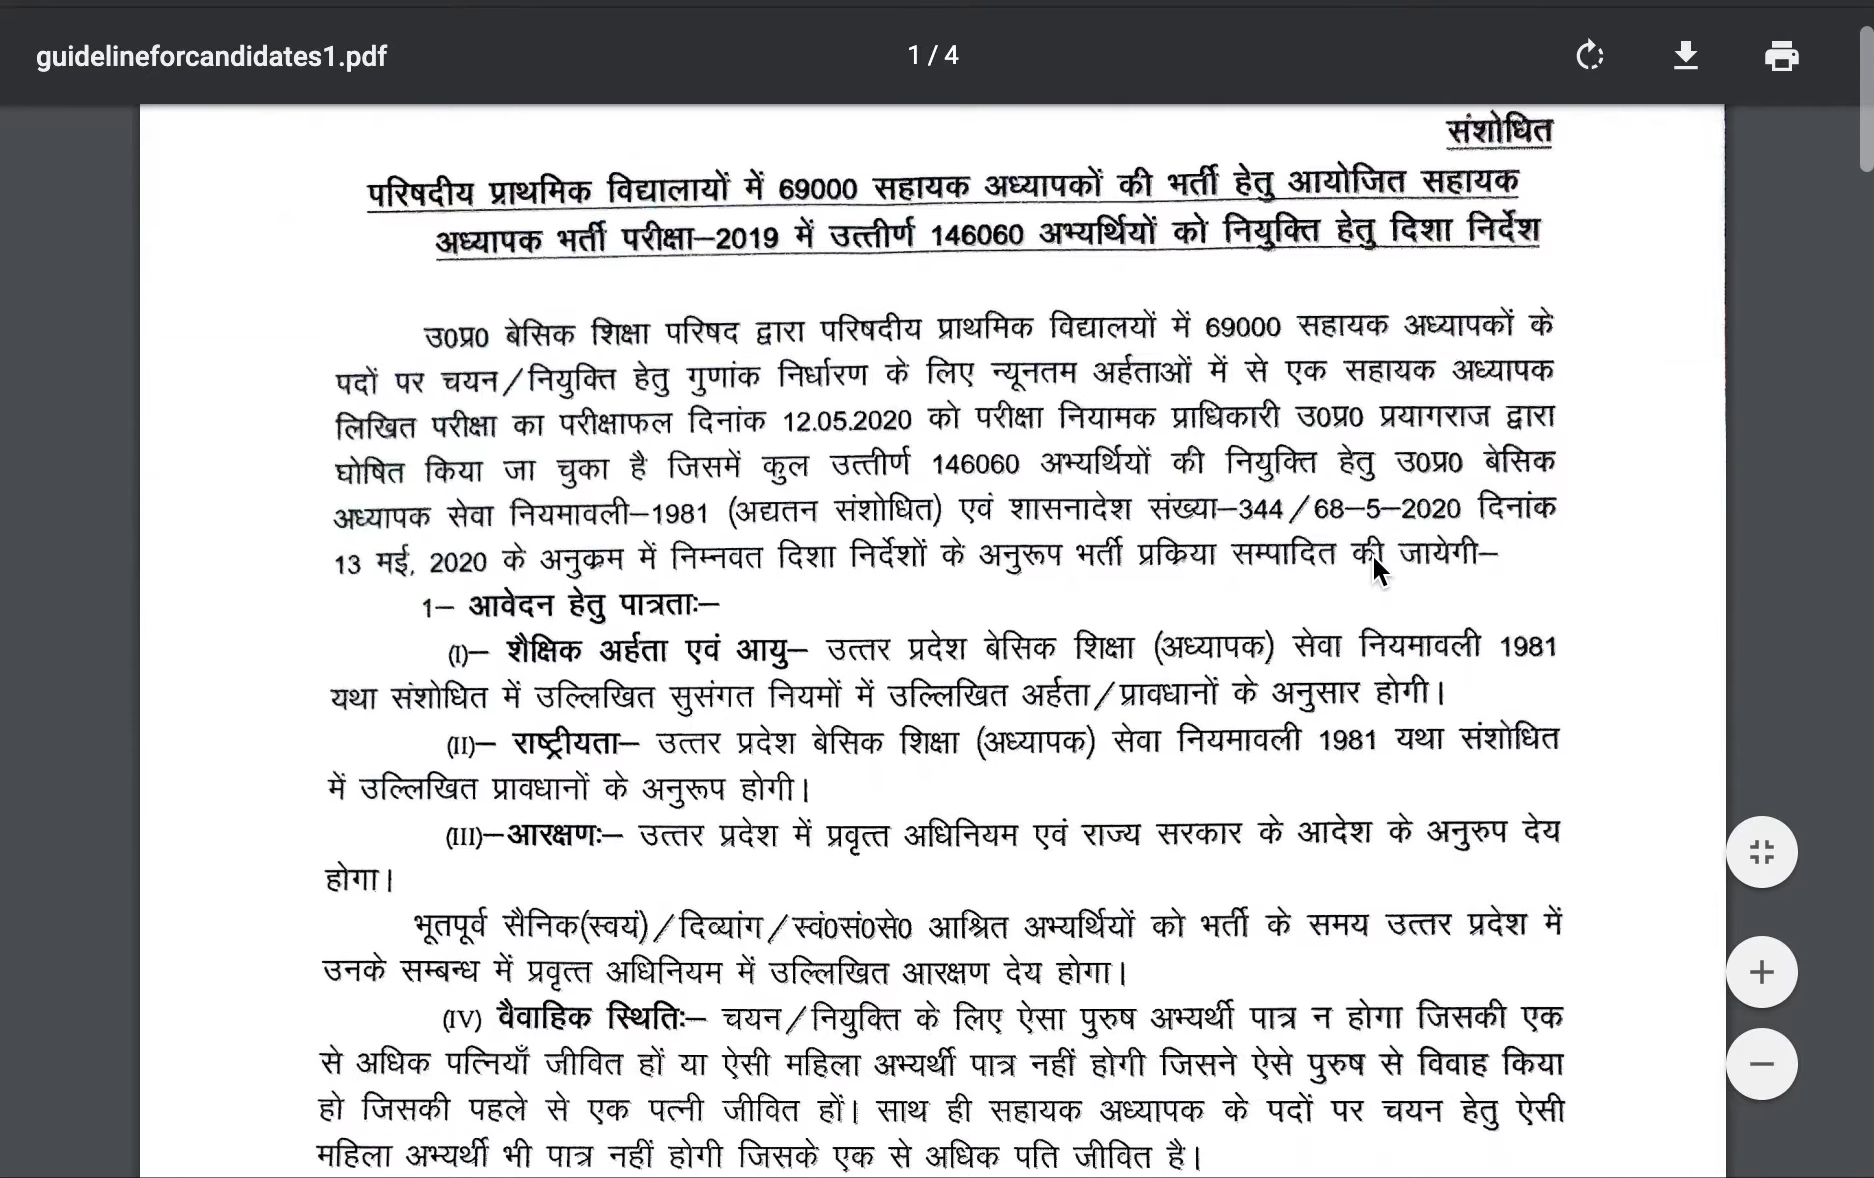 guidelineforcandidates1.pdf
1 / 4
संशोधित
परिषदीय प्राथमिक विद्यालायों में 69000 सहायक अध्यापकों की भर्ती हेतु आयोजित सहायक
अध्यापक भर्ती परीक्षा–2019 में उत्तीर्ण 146060 अभ्यर्थियों को नियुक्ति हेतु दिशा निर्देश
उ0प्र0 बेसिक शिक्षा परिषद द्वारा परिषदीय प्राथमिक विद्यालयों में 69000 सहायक अध्यापकों के
पदों पर चयन/नियुक्ति हेतु गुणांक निर्धारण के लिए न्यूनतम अर्हताओं में से एक सहायक अध्यापक
लिखित परीक्षा का परीक्षाफल दिनांक 12.05.2020 को परीक्षा नियामक प्राधिकारी उ0प्र0 प्रयागराज द्वारा
घोषित किया जा चुका है जिसमें कुल उत्तीर्ण 146060 अभ्यर्थियों की नियुक्ति हेतु उ0प्र0 बेसिक
अध्यापक सेवा नियमावली–1981 (अद्यतन संशोधित) एवं शासनादेश संख्या–344/68–5–2020 दिनांक
13 मई, 2020 के अनुक्रम में निम्नवत दिशा निर्देशों के अनुरूप भर्ती प्रक्रिया सम्पादित की जायेगी–
1– आवेदन हेतु पात्रताः–
(I)– शैक्षिक अर्हता एवं आयु– उत्तर प्रदेश बेसिक शिक्षा (अध्यापक) सेवा नियमावली 1981
यथा संशोधित में उल्लिखित सुसंगत नियमों में उल्लिखित अर्हता/प्रावधानों के अनुसार होगी।
(II)– राष्ट्रीयता– उत्तर प्रदेश बेसिक शिक्षा (अध्यापक) सेवा नियमावली 1981 यथा संशोधित
में उल्लिखित प्रावधानों के अनुरूप होगी।
(III)–आरक्षणः– उत्तर प्रदेश में प्रवृत्त अधिनियम एवं राज्य सरकार के आदेश के अनुरुप देय
होगा।
भूतपूर्व सैनिक(स्वयं)/दिव्यांग/स्वं0सं0से0 आश्रित अभ्यर्थियों को भर्ती के समय उत्तर प्रदेश में
उनके सम्बन्ध में प्रवृत्त अधिनियम में उल्लिखित आरक्षण देय होगा।
(IV) वैवाहिक स्थितिः– चयन/नियुक्ति के लिए ऐसा पुरुष अभ्यर्थी पात्र न होगा जिसकी एक
से अधिक पत्नियाँ जीवित हों या ऐसी महिला अभ्यर्थी पात्र नहीं होगी जिसने ऐसे पुरुष से विवाह किया
हो जिसकी पहले से एक पत्नी जीवित हों। साथ ही सहायक अध्यापक के पदों पर चयन हेतु ऐसी
महिला अभ्यर्थी भी पात्र नहीं होगी जिसके एक से अधिक पति जीवित है।